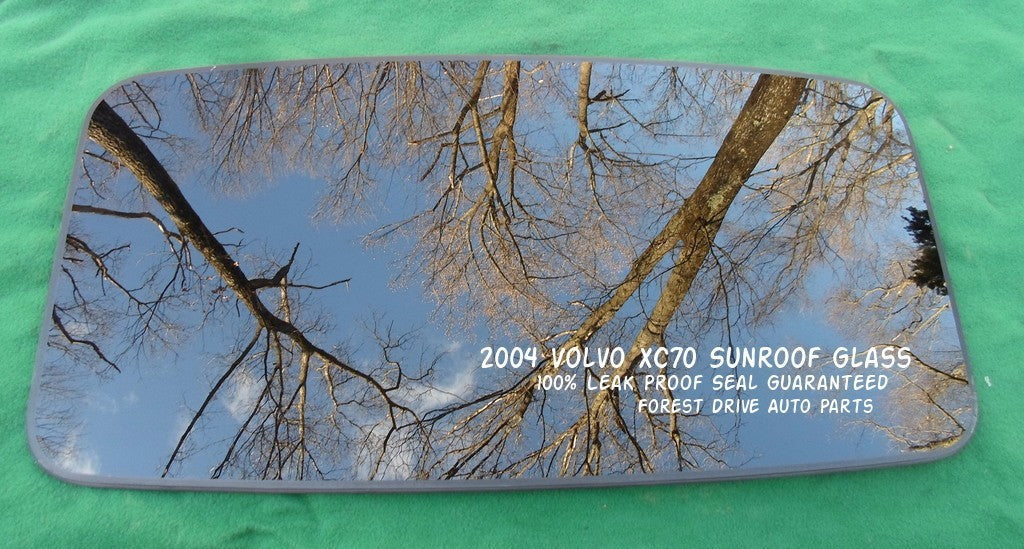 2004 VOLVO XC70 SUNROOF GLASS
100% LEAK PROOF SEAL GUARANTEED
FOREST DRIVE AUTO PARTS